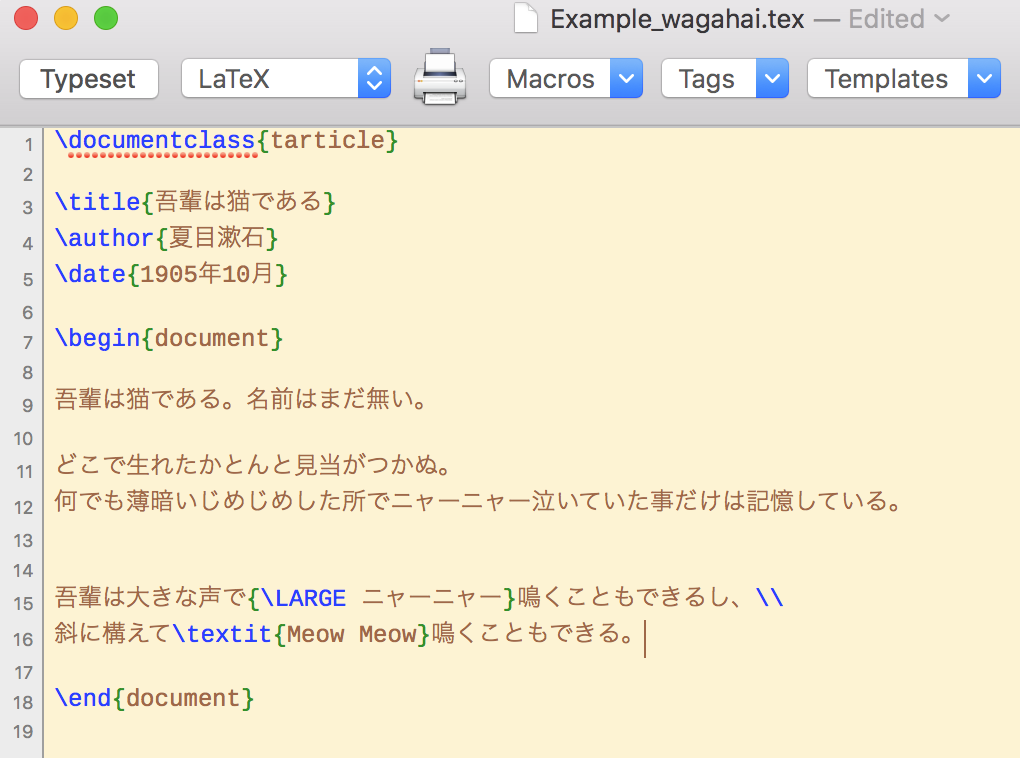 Example_wagahai.tex — Edited
Typeset LaTeX Macros Tags Templates
1 \documentclass{tarticle}
2
3 \title{吾輩は猫である}
4 \author{夏目漱石}
5 \date{1905年10月}
6
7 \begin{document}
8
9 吾輩は猫である。名前はまだ無い。
10
11 どこで生れたかとんと見当がつかぬ。
12 何でも薄暗いじめじめした所でニャーニャー泣いていた事だけは記憶している。
13
14
15 吾輩は大きな声で{\LARGE ニャーニャー}鳴くこともできるし、\\
16 斜に構えて\textit{Meow Meow}鳴くこともできる。
17
18 \end{document}
19